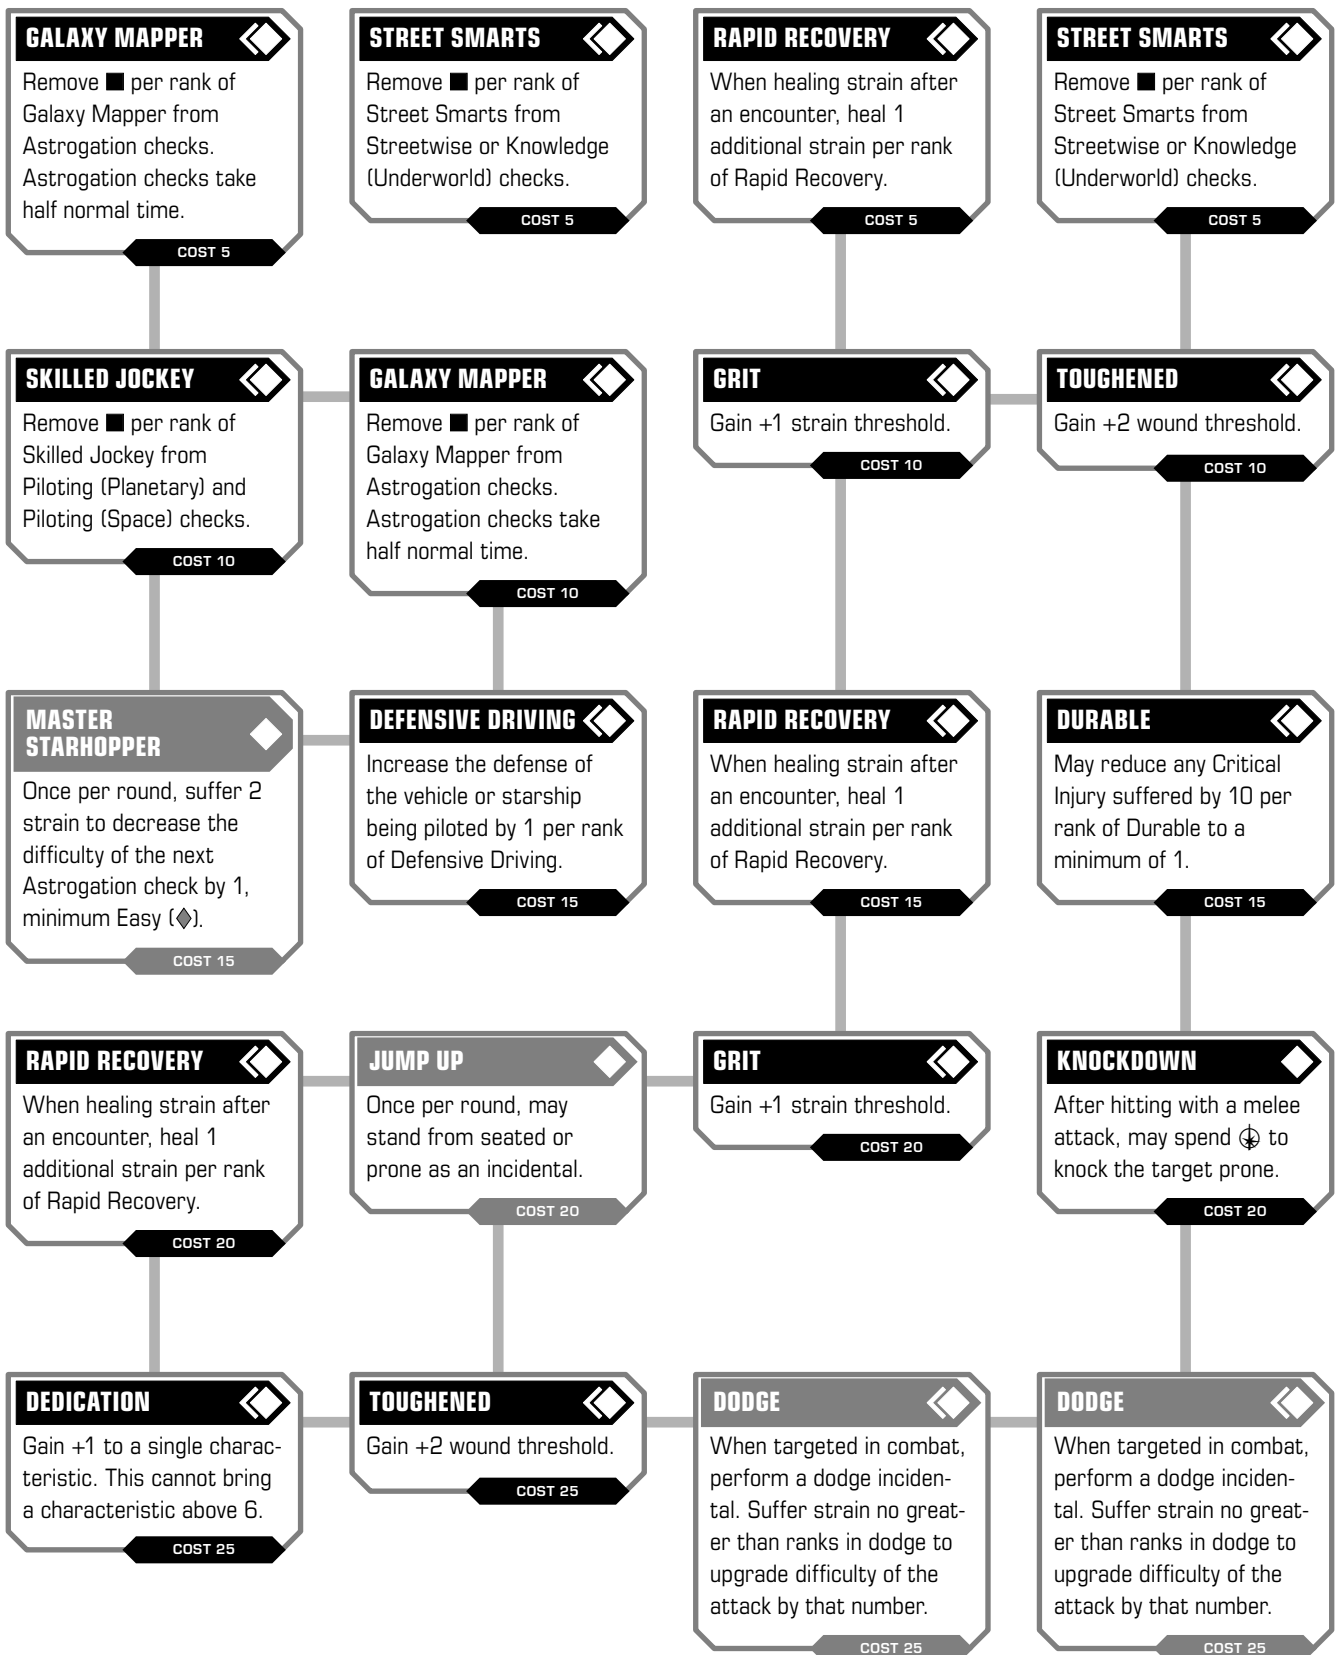 GALAXY MAPPER
Remove ■ per rank of
Galaxy Mapper from
Astrogation checks.
Astrogation checks take
half normal time.
COST 5
STREET SMARTS
Remove ■ per rank of
Street Smarts from
Streetwise or Knowledge
(Underworld) checks.
COST 5
RAPID RECOVERY
When healing strain after
an encounter, heal 1
additional strain per rank
of Rapid Recovery.
COST 5
STREET SMARTS
Remove ■ per rank of
Street Smarts from
Streetwise or Knowledge
(Underworld) checks.
COST 5
SKILLED JOCKEY
Remove ■ per rank of
Skilled Jockey from
Piloting (Planetary) and
Piloting (Space) checks.
COST 10
GALAXY MAPPER
Remove ■ per rank of
Galaxy Mapper from
Astrogation checks.
Astrogation checks take
half normal time.
COST 10
GRIT
Gain +1 strain threshold.
COST 10
TOUGHENED
Gain +2 wound threshold.
COST 10
MASTER
STARHOPPER
Once per round, suffer 2
strain to decrease the
difficulty of the next
Astrogation check by 1,
minimum Easy (♦).
COST 15
DEFENSIVE DRIVING
Increase the defense of
the vehicle or starship
being piloted by 1 per rank
of Defensive Driving.
COST 15
RAPID RECOVERY
When healing strain after
an encounter, heal 1
additional strain per rank
of Rapid Recovery.
COST 15
DURABLE
May reduce any Critical
Injury suffered by 10 per
rank of Durable to a
minimum of 1.
COST 15
RAPID RECOVERY
When healing strain after
an encounter, heal 1
additional strain per rank
of Rapid Recovery.
COST 20
JUMP UP
Once per round, may
stand from seated or
prone as an incidental.
COST 20
GRIT
Gain +1 strain threshold.
COST 20
KNOCKDOWN
After hitting with a melee
attack, may spend to
knock the target prone.
COST 20
DEDICATION
Gain +1 to a single charac-
teristic. This cannot bring
a characteristic above 6.
COST 25
TOUGHENED
Gain +2 wound threshold.
COST 25
DODGE
When targeted in combat,
perform a dodge inciden-
tal. Suffer strain no great-
er than ranks in dodge to
upgrade difficulty of the
attack by that number.
COST 25
DODGE
When targeted in combat,
perform a dodge inciden-
tal. Suffer strain no great-
er than ranks in dodge to
upgrade difficulty of the
attack by that number.
COST 25